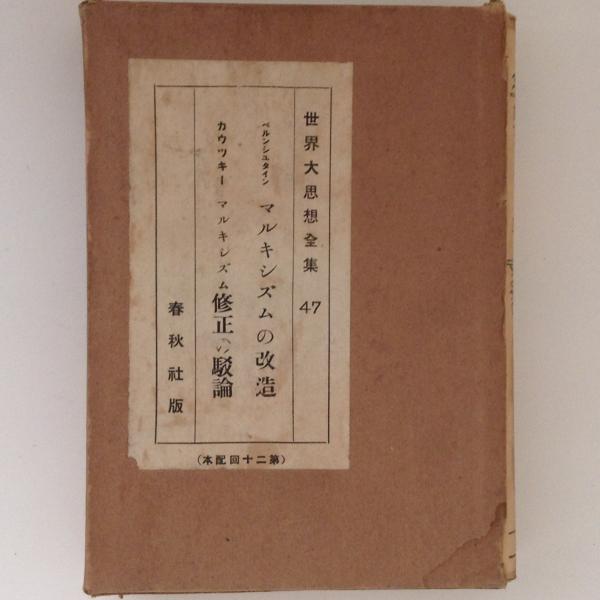 世界大思想全集 47
ベルンシュタイン マルキシズムの改造
カウツキー マルキシズム修正の駁論
春秋社版
(第二十回配本)